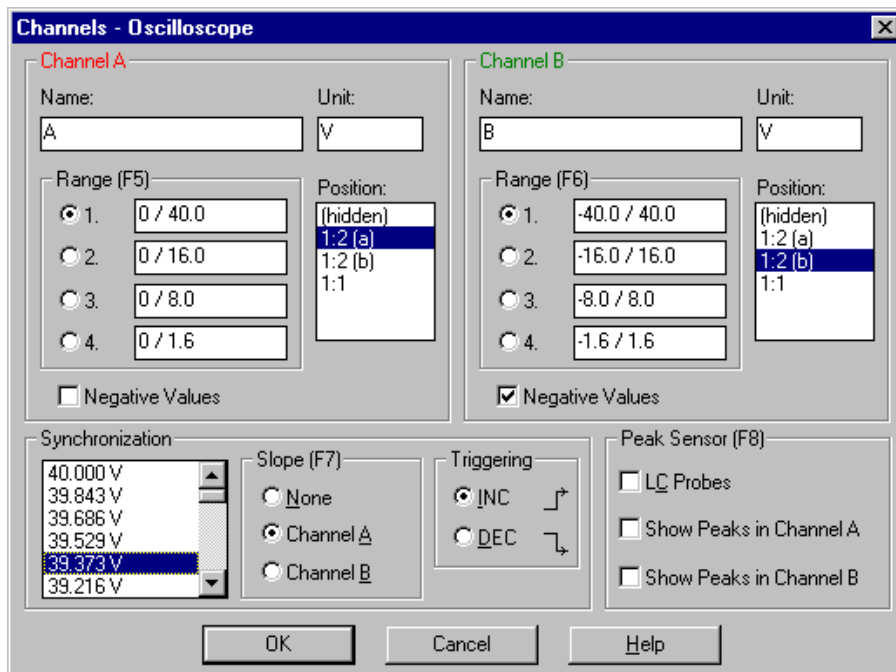 Channels - Oscilloscope
Channel A
Name:
Unit:
A
V
Range (F5)
1. 0 / 40.0
2. 0 / 16.0
3. 0 / 8.0
4. 0 / 1.6
Position:
(hidden)
1:2 (a)
1:2 (b)
1:1
Negative Values
Channel B
Name:
Unit:
B
V
Range (F6)
1. -40.0 / 40.0
2. -16.0 / 16.0
3. -8.0 / 8.0
4. -1.6 / 1.6
Position:
(hidden)
1:2 (a)
1:2 (b)
1:1
Negative Values
Synchronization
40.000 V
39.843 V
39.686 V
39.529 V
39.373 V
39.216 V
Slope (F7)
None
Channel A
Channel B
Triggering
INC
DEC
Peak Sensor (F8)
LC Probes
Show Peaks in Channel A
Show Peaks in Channel B
OK
Cancel
Help